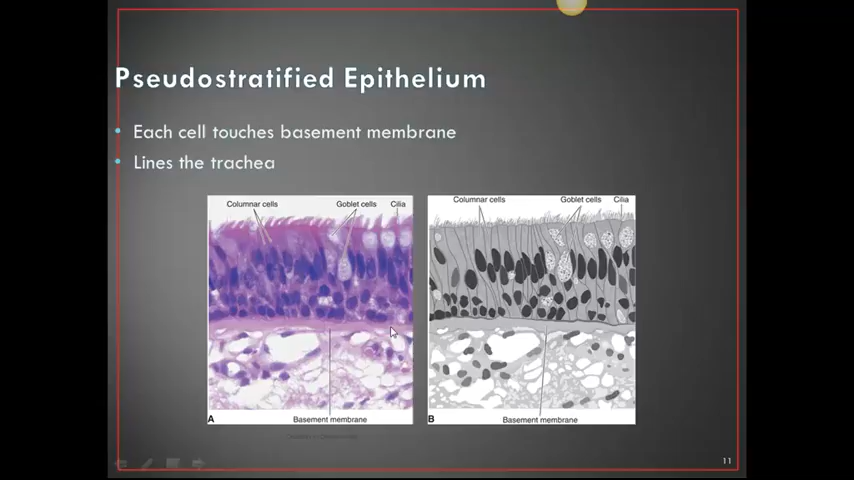 Pseudostratified Epithelium
• Each cell touches basement membrane
• Lines the trachea
Columnar cells Goblet cells Cilia
A Basement membrane
Columnar cells Goblet cells Cilia
B Basement membrane
11